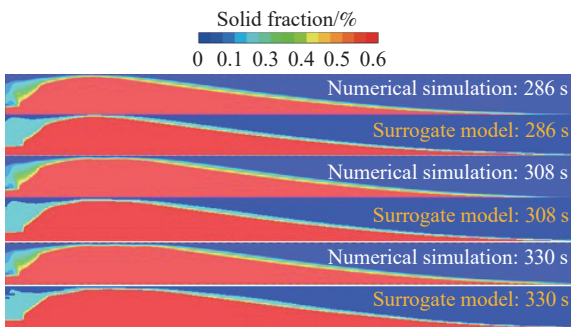 Solid fraction/%
0 0.1 0.3 0.4 0.5 0.6
Numerical simulation: 286 s
Surrogate model: 286 s
Numerical simulation: 308 s
Surrogate model: 308 s
Numerical simulation: 330 s
Surrogate model: 330 s